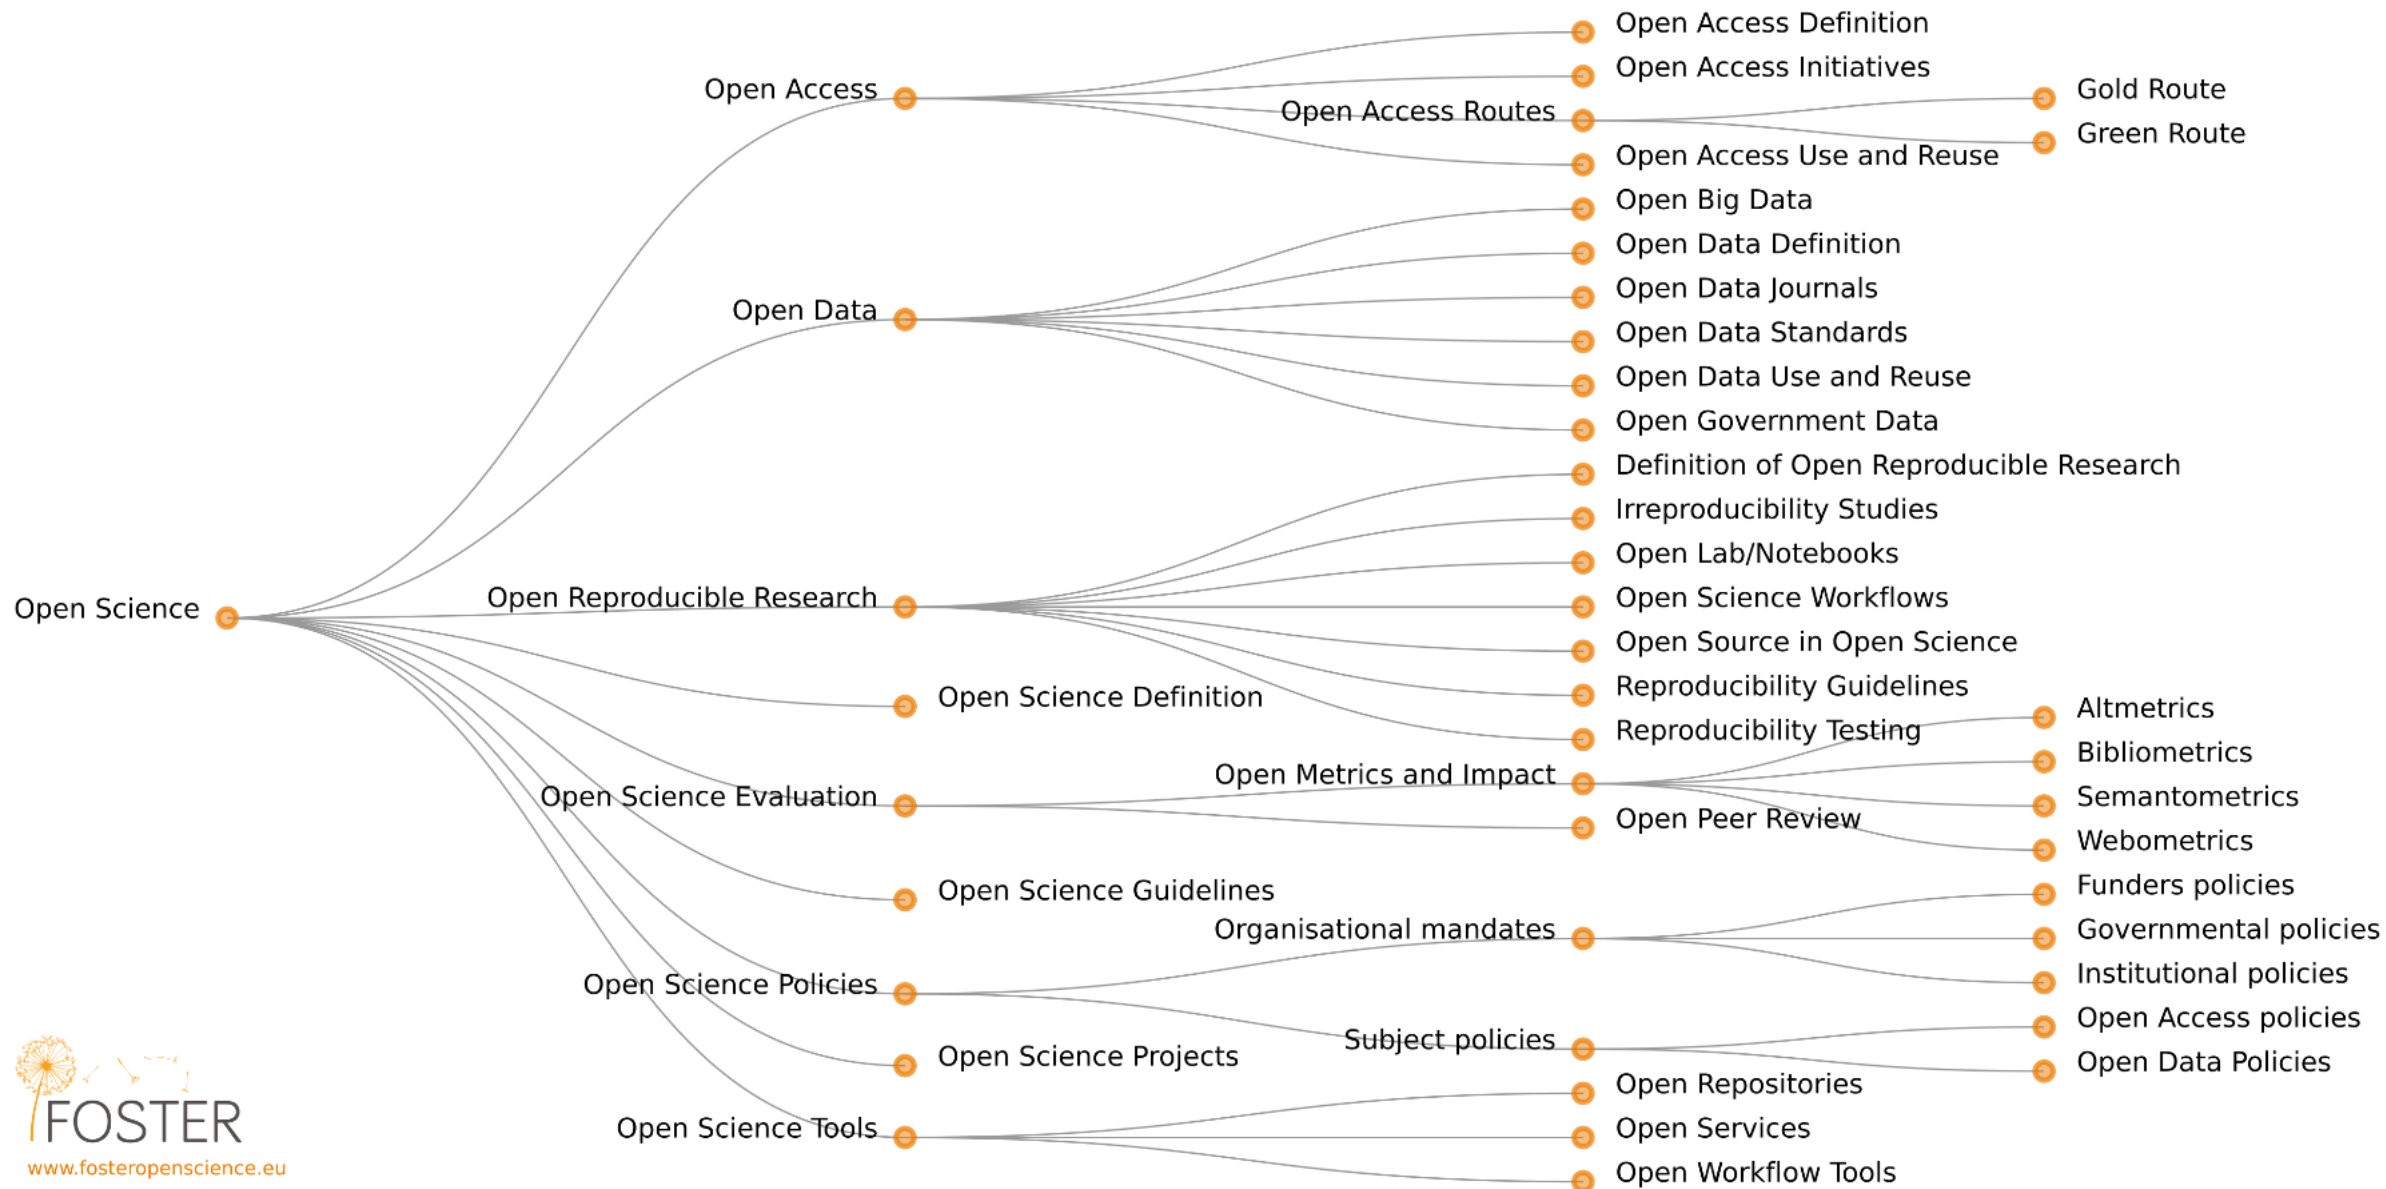 Open Science
Open Access
Open Access Definition
Open Access Initiatives
Open Access Routes
Gold Route
Green Route
Open Access Use and Reuse
Open Data
Open Big Data
Open Data Definition
Open Data Journals
Open Data Standards
Open Data Use and Reuse
Open Government Data
Open Reproducible Research
Definition of Open Reproducible Research
Irreproducibility Studies
Open Lab/Notebooks
Open Science Workflows
Open Source in Open Science
Reproducibility Guidelines
Reproducibility Testing
Open Science Definition
Open Science Evaluation
Open Metrics and Impact
Altmetrics
Bibliometrics
Semantometrics
Webometrics
Open Peer Review
Open Science Guidelines
Open Science Policies
Organisational mandates
Funders policies
Governmental policies
Institutional policies
Subject policies
Open Access policies
Open Data Policies
Open Science Projects
Open Science Tools
Open Repositories
Open Services
Open Workflow Tools
FOSTER
www.fosteropenscience.eu